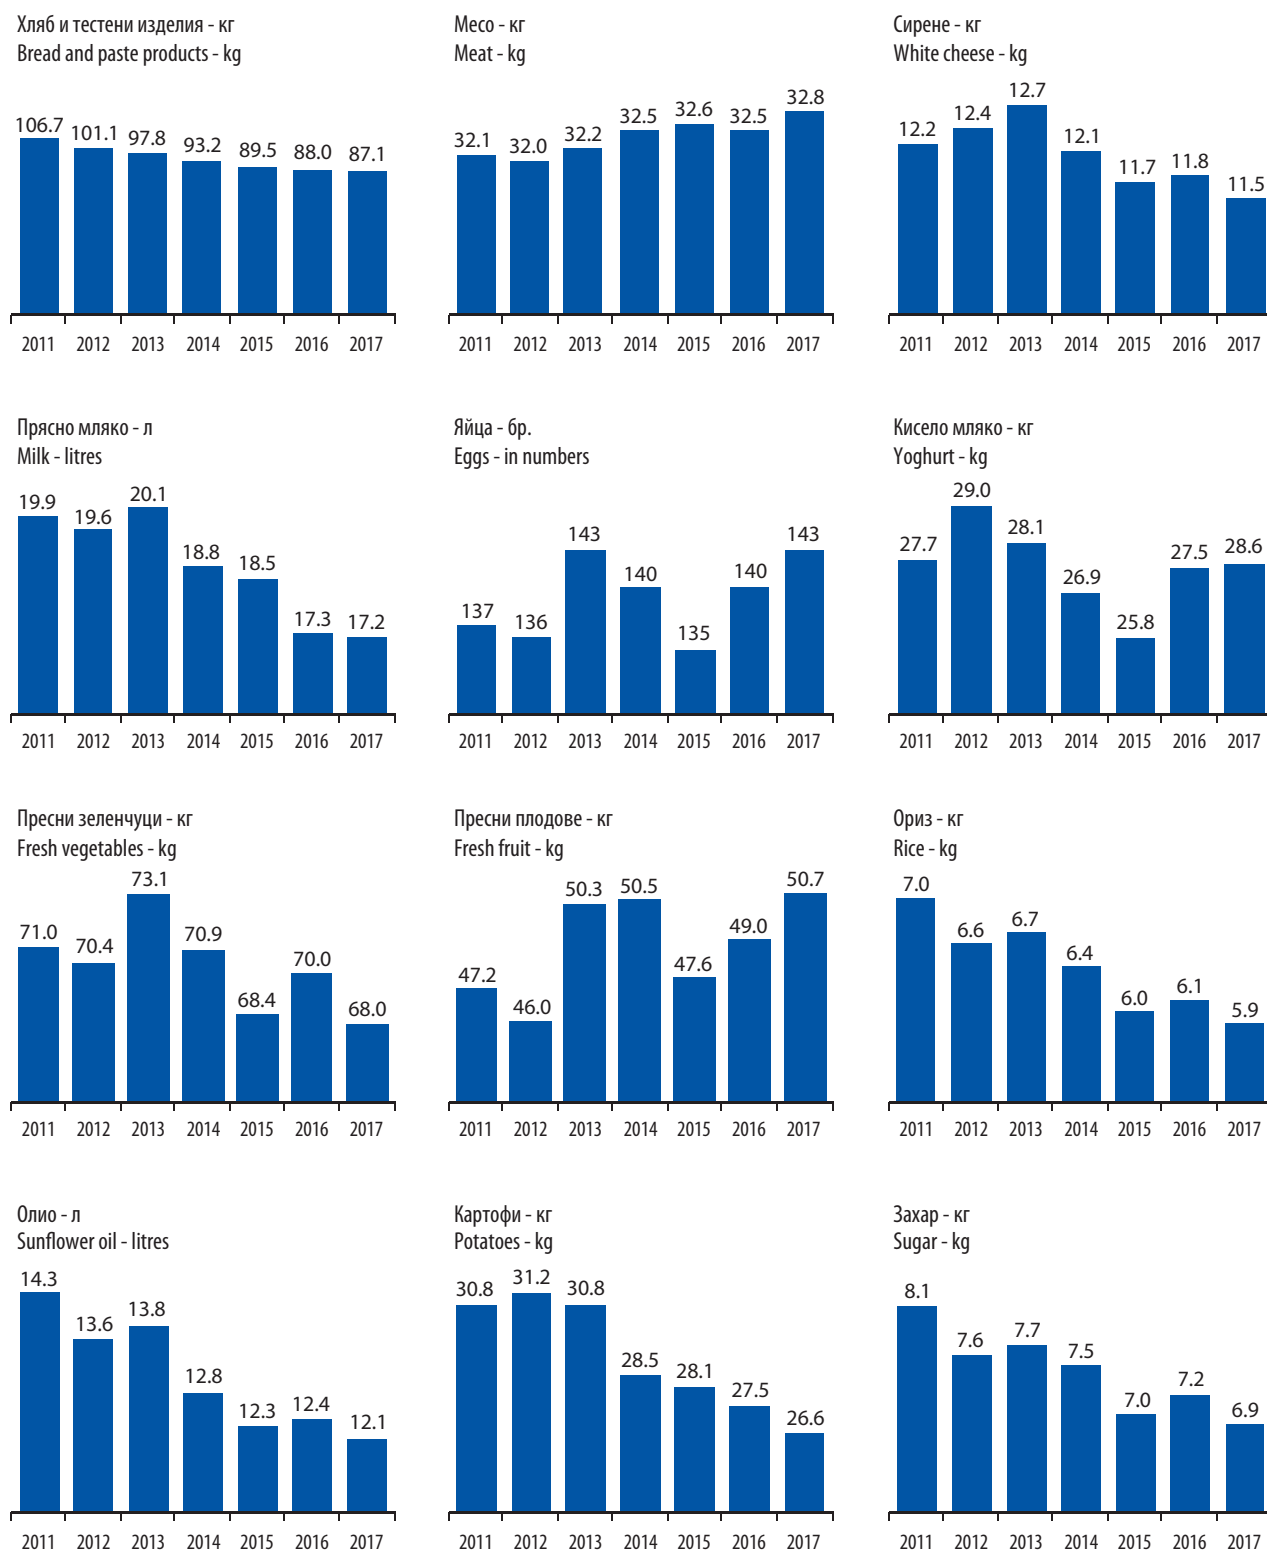 Хляб и тестени изделия - кг
Bread and paste products - kg
106.7 101.1 97.8 93.2 89.5 88.0 87.1
2011 2012 2013 2014 2015 2016 2017
Месо - кг
Meat - kg
32.1 32.0 32.2 32.5 32.6 32.5 32.8
2011 2012 2013 2014 2015 2016 2017
Сирене - кг
White cheese - kg
12.2 12.4 12.7 12.1 11.7 11.8 11.5
2011 2012 2013 2014 2015 2016 2017
Прясно мляко - л
Milk - litres
19.9 19.6 20.1 18.8 18.5 17.3 17.2
2011 2012 2013 2014 2015 2016 2017
Яйца - бр.
Eggs - in numbers
137 136 143 140 135 140 143
2011 2012 2013 2014 2015 2016 2017
Кисело мляко - кг
Yoghurt - kg
27.7 29.0 28.1 26.9 25.8 27.5 28.6
2011 2012 2013 2014 2015 2016 2017
Пресни зеленчуци - кг
Fresh vegetables - kg
71.0 70.4 73.1 70.9 68.4 70.0 68.0
2011 2012 2013 2014 2015 2016 2017
Пресни плодове - кг
Fresh fruit - kg
47.2 46.0 50.3 50.5 47.6 49.0 50.7
2011 2012 2013 2014 2015 2016 2017
Ориз - кг
Rice - kg
7.0 6.6 6.7 6.4 6.0 6.1 5.9
2011 2012 2013 2014 2015 2016 2017
Олио - л
Sunflower oil - litres
14.3 13.6 13.8 12.8 12.3 12.4 12.1
2011 2012 2013 2014 2015 2016 2017
Картофи - кг
Potatoes - kg
30.8 31.2 30.8 28.5 28.1 27.5 26.6
2011 2012 2013 2014 2015 2016 2017
Захар - кг
Sugar - kg
8.1 7.6 7.7 7.5 7.0 7.2 6.9
2011 2012 2013 2014 2015 2016 2017